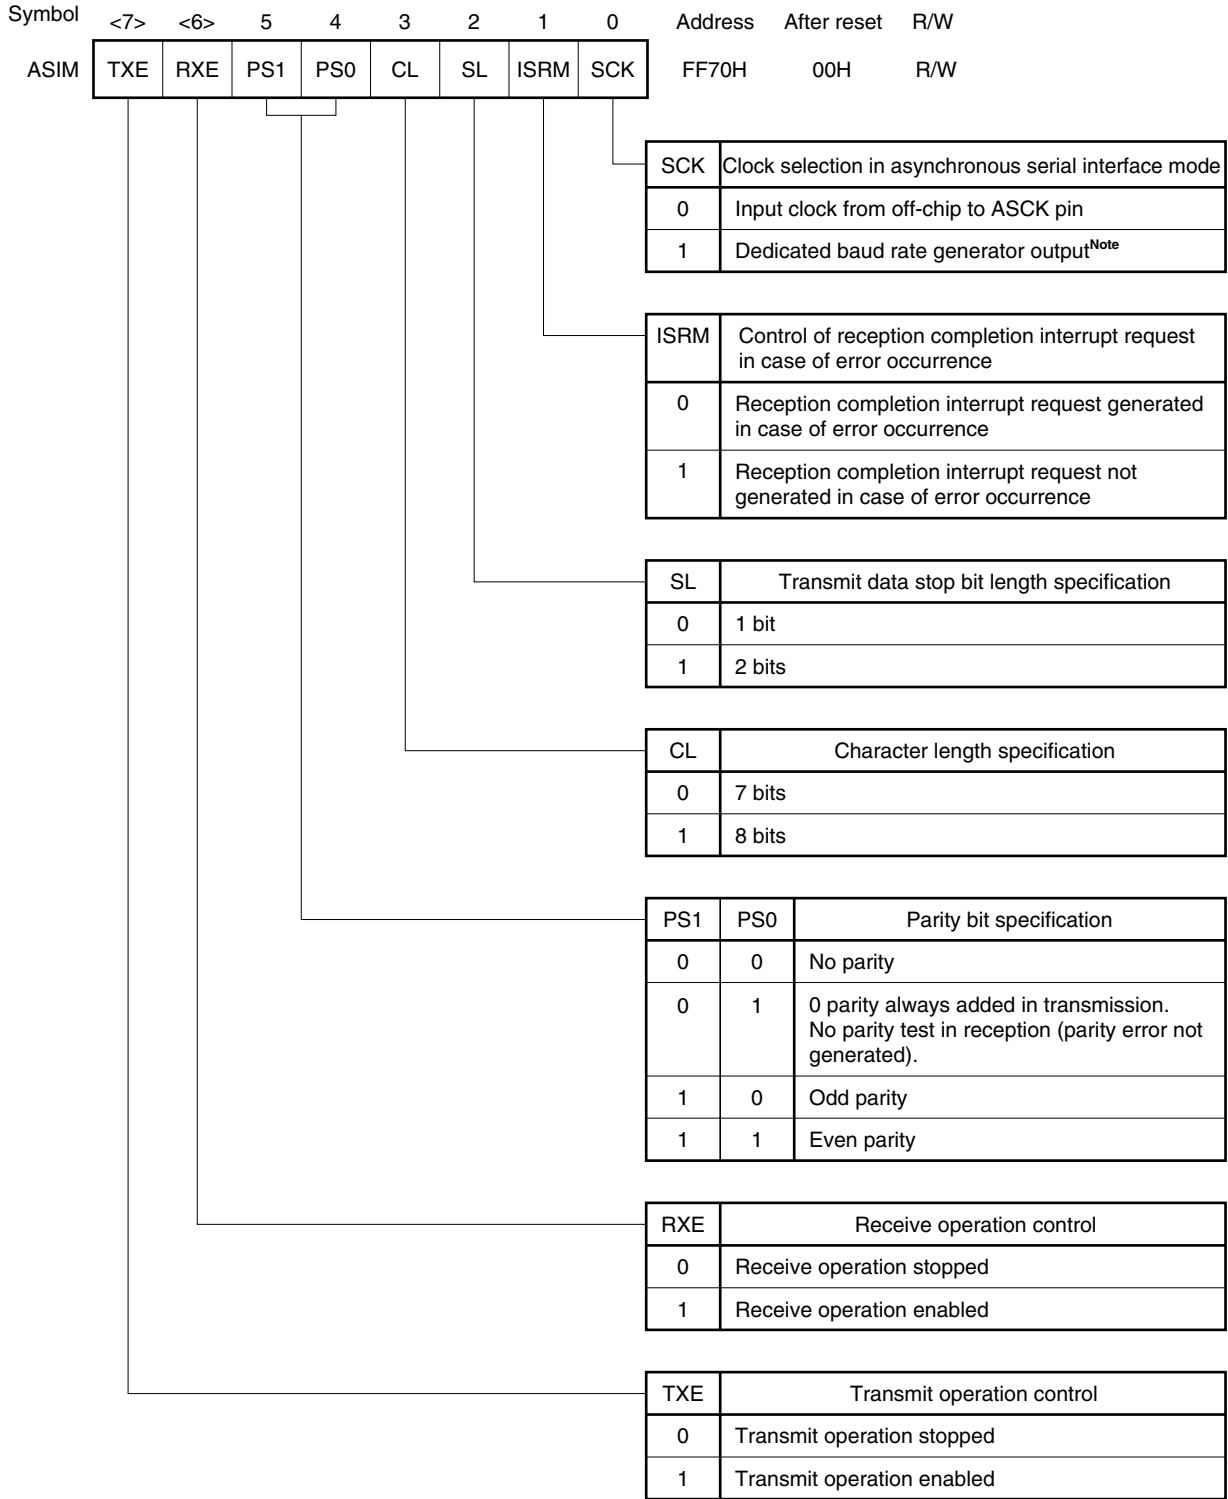 Symbol <7> <6> 5 4 3 2 1 0 Address After reset R/W
ASIM TXE RXE PS1 PS0 CL SL ISRM SCK FF70H 00H R/W
SCK Clock selection in asynchronous serial interface mode
0 Input clock from off-chip to ASCK pin
1 Dedicated baud rate generator outputNote
ISRM Control of reception completion interrupt request
in case of error occurrence
0 Reception completion interrupt request generated
in case of error occurrence
1 Reception completion interrupt request not
generated in case of error occurrence
SL Transmit data stop bit length specification
0 1 bit
1 2 bits
CL Character length specification
0 7 bits
1 8 bits
PS1 PS0 Parity bit specification
0 0 No parity
0 1 0 parity always added in transmission.
No parity test in reception (parity error not
generated).
1 0 Odd parity
1 1 Even parity
RXE Receive operation control
0 Receive operation stopped
1 Receive operation enabled
TXE Transmit operation control
0 Transmit operation stopped
1 Transmit operation enabled